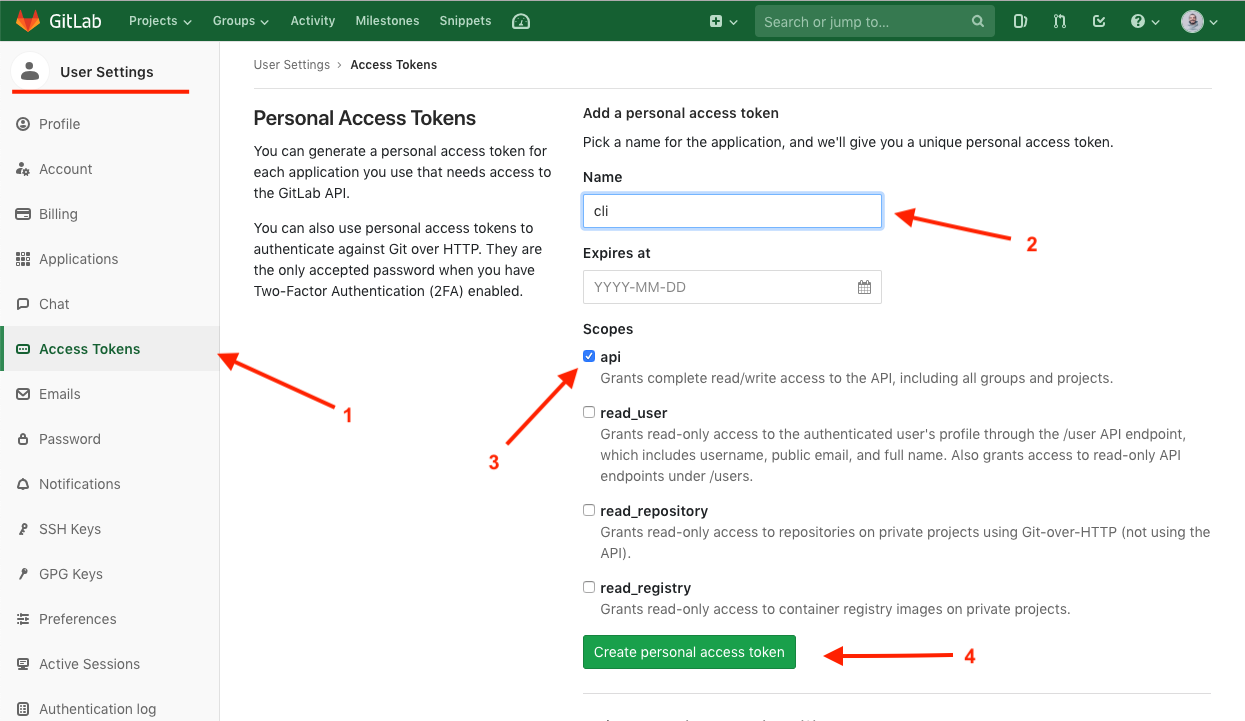 GitLab Projects Groups Activity Milestones Snippets Search or jump to...
User Settings
Profile
Account
Billing
Applications
Chat
Access Tokens
Emails
Password
Notifications
SSH Keys
GPG Keys
Preferences
Active Sessions
Authentication log
User Settings › Access Tokens
Personal Access Tokens
You can generate a personal access token for
each application you use that needs access to
the GitLab API.
You can also use personal access tokens to
authenticate against Git over HTTP. They are
the only accepted password when you have
Two-Factor Authentication (2FA) enabled.
1
Add a personal access token
Pick a name for the application, and we'll give you a unique personal access token.
Name
cli
2
Expires at
YYYY-MM-DD
Scopes
api
Grants complete read/write access to the API, including all groups and projects.
3
read_user
Grants read-only access to the authenticated user's profile through the /user API endpoint,
which includes username, public email, and full name. Also grants access to read-only API
endpoints under /users.
read_repository
Grants read-only access to repositories on private projects using Git-over-HTTP (not using the
API).
read_registry
Grants read-only access to container registry images on private projects.
Create personal access token
4